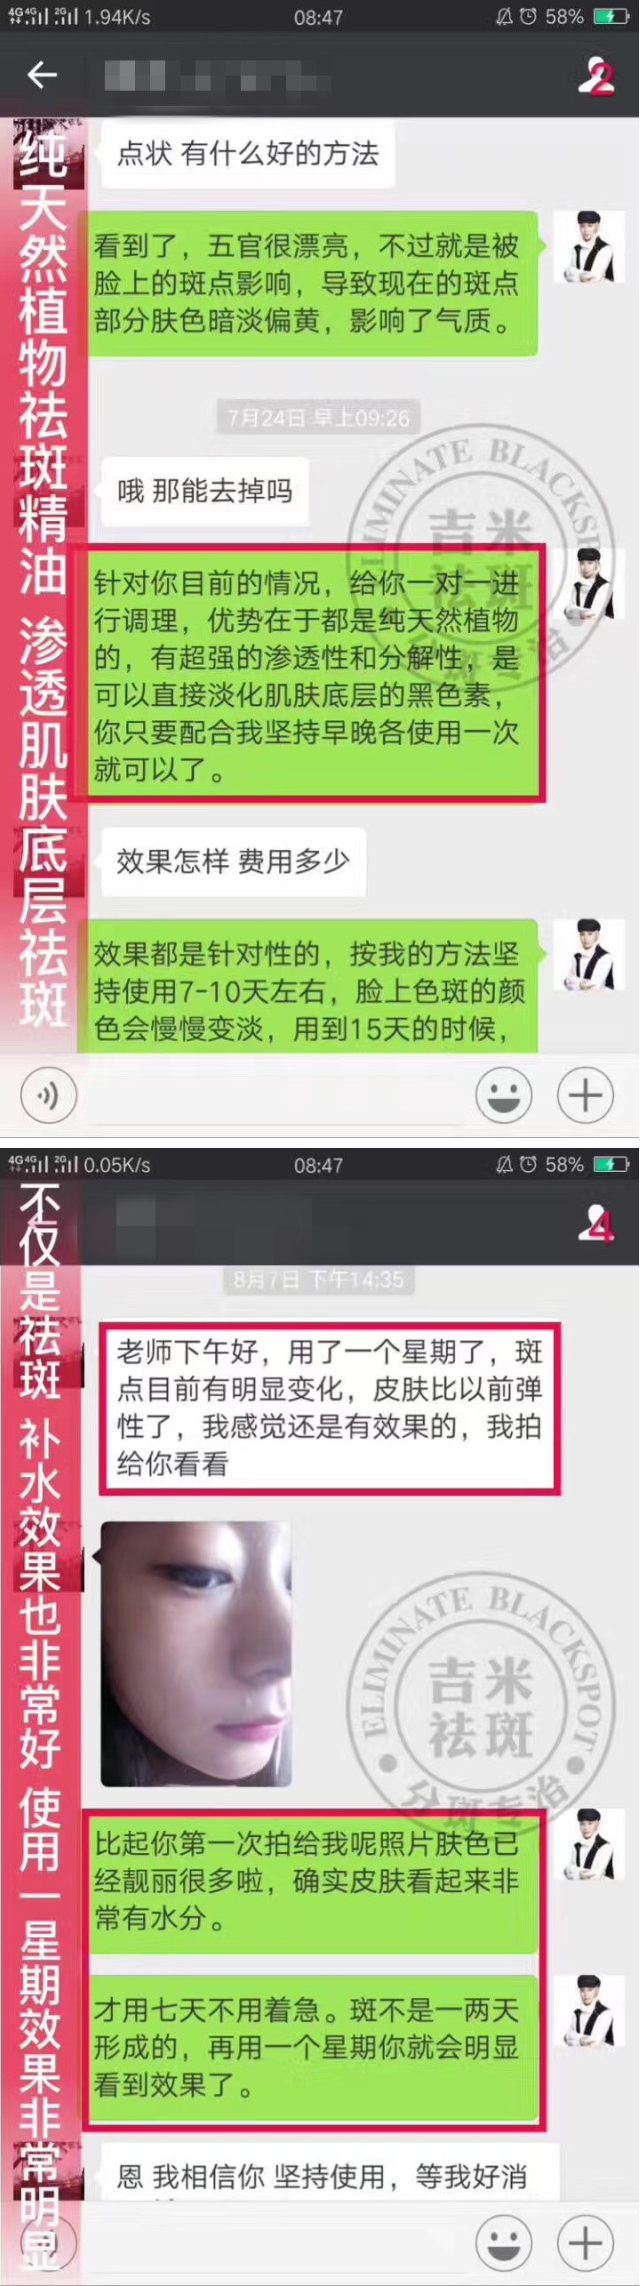 4G 4G 2G 1.94K/s 08:47 58%
2
纯天然植物祛斑精油 渗透肌肤底层祛斑
点状 有什么好的方法
看到了，五官很漂亮，不过就是被
脸上的斑点影响，导致现在的斑点
部分肤色暗淡偏黄，影响了气质。
7月24日 早上09:26
哦 那能去掉吗
ELIMINATE BLACKSPOT
吉米
祛斑
分斑专治
针对你目前的情况，给你一对一进
行调理，优势在于都是纯天然植物
的，有超强的渗透性和分解性，是
可以直接淡化肌肤底层的黑色素，
你只要配合我坚持早晚各使用一次
就可以了。
效果怎样 费用多少
效果都是针对性的，按我的方法坚
持使用7-10天左右，脸上色斑的颜
色会慢慢变淡，用到15天的时候，
4G 4G 2G 0.05K/s 08:47 58%
4
不仅是祛斑 补水效果也非常好 使用一星期效果非常明显
8月7日 下午14:35
老师下午好，用了一个星期了，斑
点目前有明显变化，皮肤比以前弹
性了，我感觉还是有效果的，我拍
给你看看
ELIMINATE BLACKSPOT
吉米
祛斑
分斑专治
比起你第一次拍给我呢照片肤色已
经靓丽很多啦，确实皮肤看起来非
常有水分。
才用七天不用着急。斑不是一两天
形成的，再用一个星期你就会明显
看到效果了。
恩 我相信你 坚持使用，等我好消